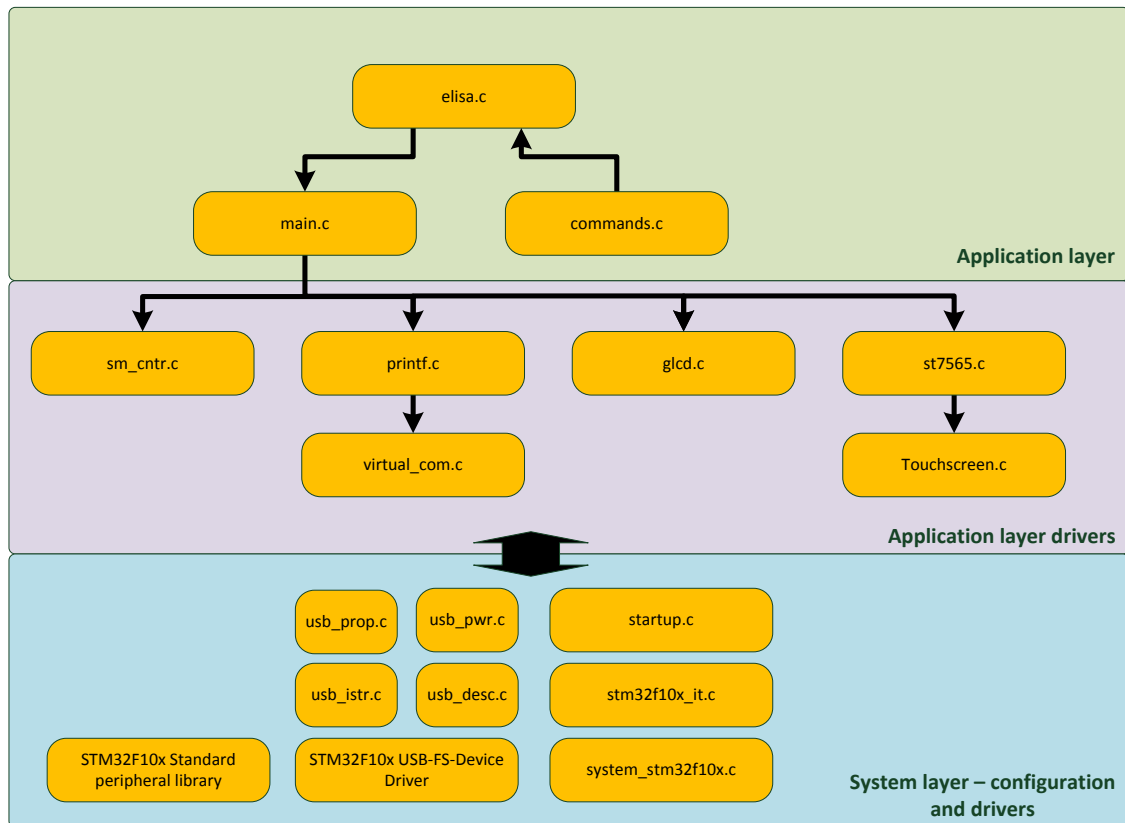 elisa.c
main.c
commands.c
Application layer
sm_cntr.c
printf.c
glcd.c
st7565.c
virtual_com.c
Touchscreen.c
Application layer drivers
usb_prop.c
usb_pwr.c
startup.c
usb_istr.c
usb_desc.c
stm32f10x_it.c
STM32F10x Standard
peripheral library
STM32F10x USB-FS-Device
Driver
system_stm32f10x.c
System layer – configuration
and drivers